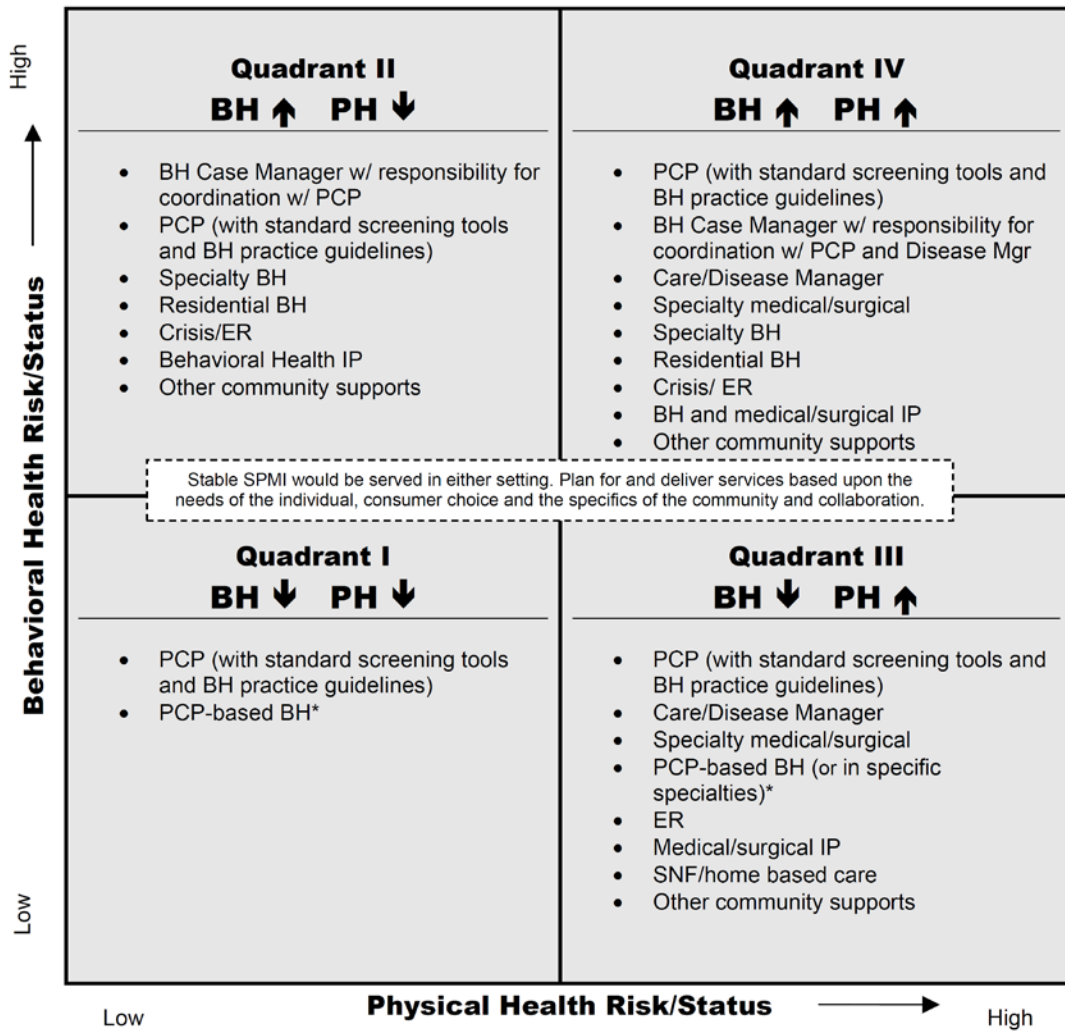 High
Behavioral Health Risk/Status
Low
Quadrant II
BH ↑ PH ↓
• BH Case Manager w/ responsibility for
coordination w/ PCP
• PCP (with standard screening tools
and BH practice guidelines)
• Specialty BH
• Residential BH
• Crisis/ER
• Behavioral Health IP
• Other community supports
Quadrant IV
BH ↑ PH ↑
• PCP (with standard screening tools and
BH practice guidelines)
• BH Case Manager w/ responsibility for
coordination w/ PCP and Disease Mgr
• Care/Disease Manager
• Specialty medical/surgical
• Specialty BH
• Residential BH
• Crisis/ ER
• BH and medical/surgical IP
• Other community supports
Stable SPMI would be served in either setting. Plan for and deliver services based upon the
needs of the individual, consumer choice and the specifics of the community and collaboration.
Quadrant I
BH ↓ PH ↓
• PCP (with standard screening tools
and BH practice guidelines)
• PCP-based BH*
Quadrant III
BH ↓ PH ↑
• PCP (with standard screening tools and
BH practice guidelines)
• Care/Disease Manager
• Specialty medical/surgical
• PCP-based BH (or in specific
specialties)*
• ER
• Medical/surgical IP
• SNF/home based care
• Other community supports
Low
Physical Health Risk/Status
High